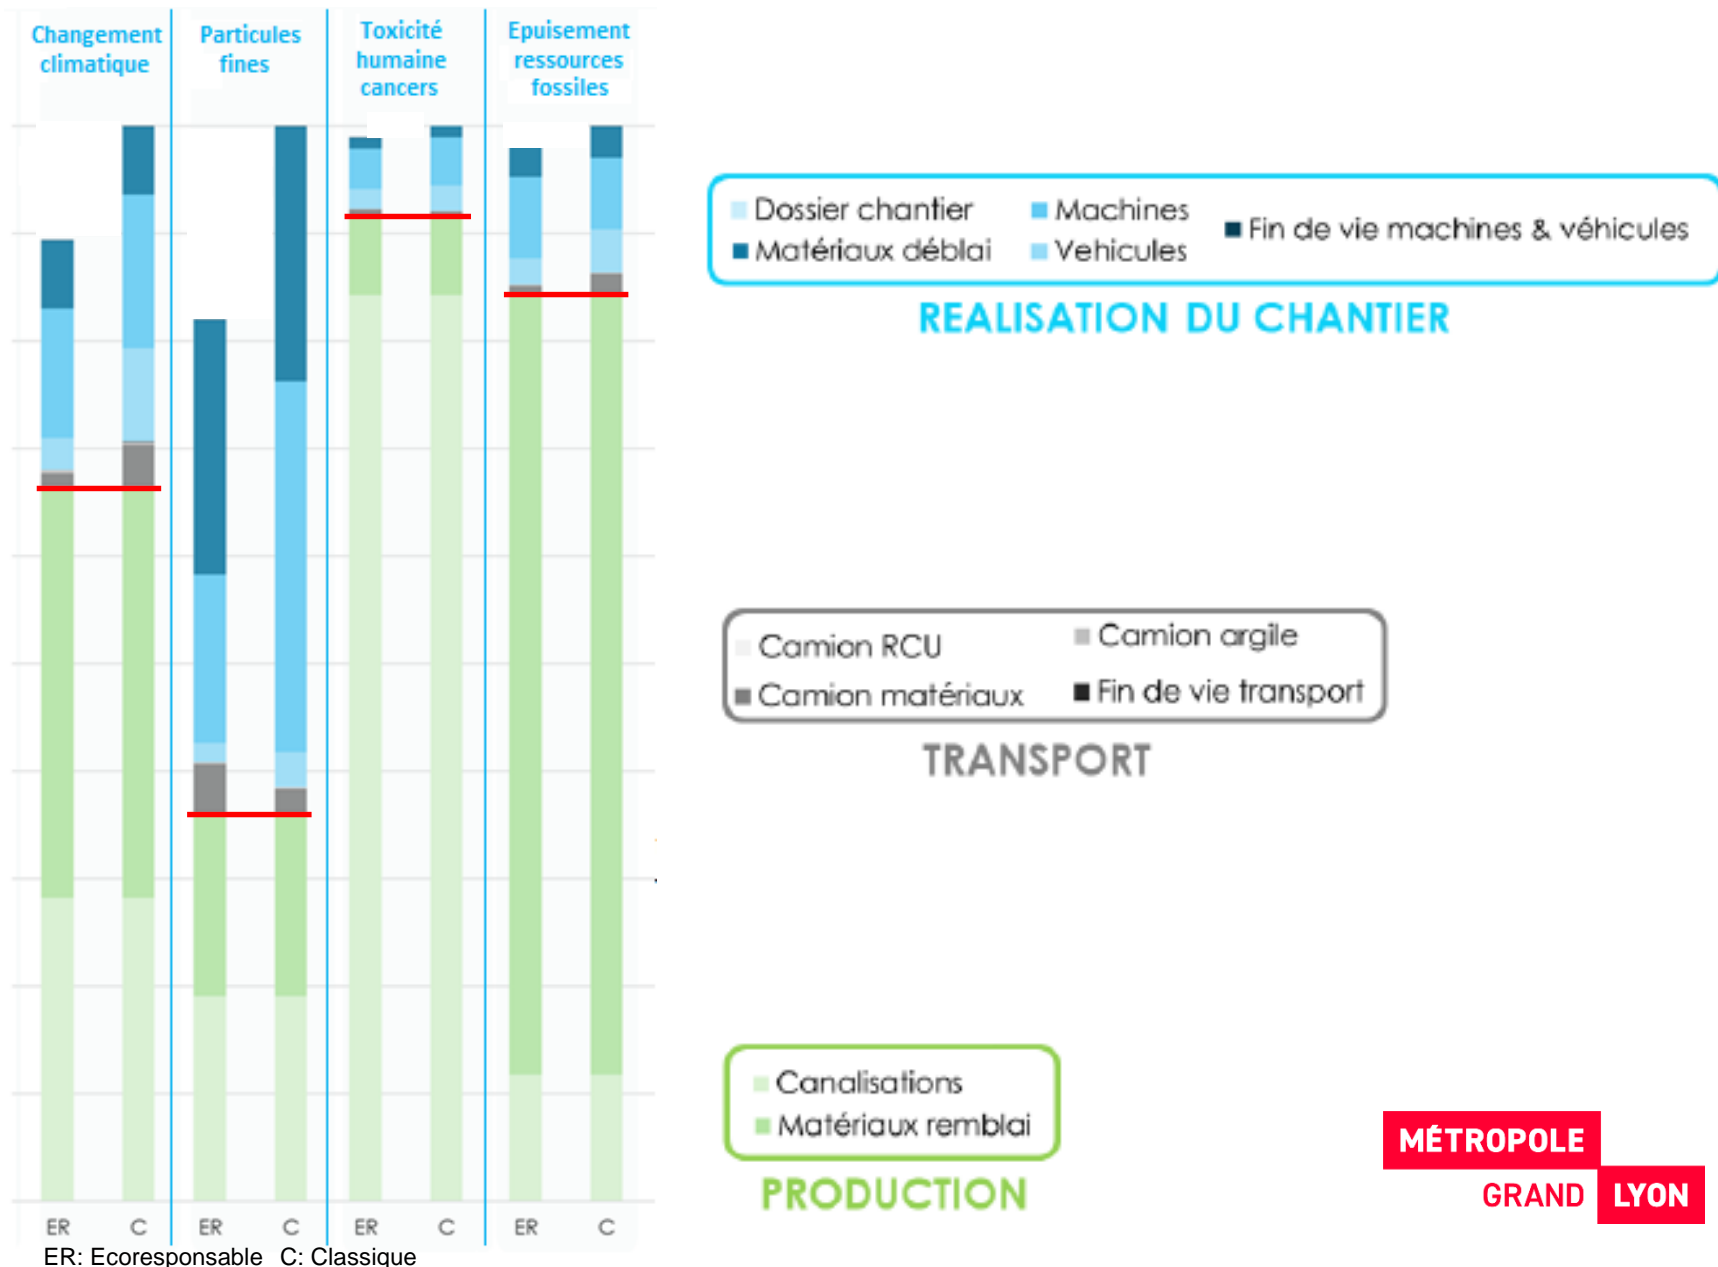 Changement
climatique
Particules
fines
Toxicité
humaine
cancers
Epuisement
ressources
fossiles
Dossier chantier
Machines
Fin de vie machines & véhicules
Matériaux déblai
Vehicules
REALISATION DU CHANTIER
Camion RCU
Camion argile
Camion matériaux
Fin de vie transport
TRANSPORT
Canalisations
Matériaux remblai
PRODUCTION
MÉTROPOLE
GRAND LYON
ER C ER C ER C ER C
ER: Ecoresponsable C: Classique